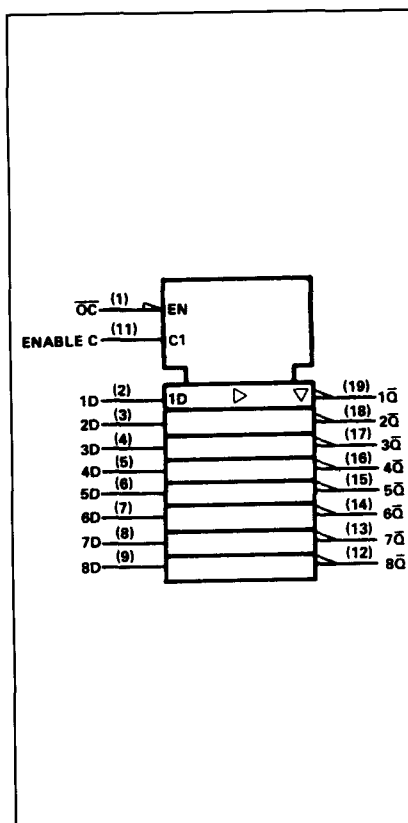 OC̅ (1) EN
ENABLE C (11) C1
1D (2) 1D (19) 1Q̅
2D (3) (18) 2Q̅
3D (4) (17) 3Q̅
4D (5) (16) 4Q̅
5D (6) (15) 5Q̅
6D (7) (14) 6Q̅
7D (8) (13) 7Q̅
8D (9) (12) 8Q̅